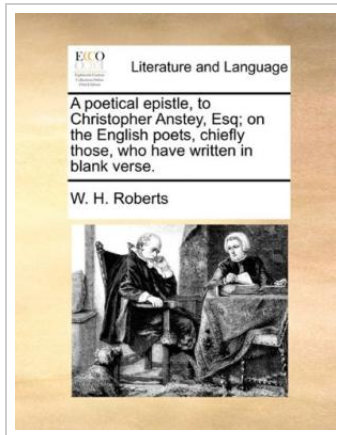 ECCO
Literature and Language
A poetical epistle, to
Christopher Anstey, Esq; on
the English poets, chiefly
those, who have written in
blank verse.
W. H. Roberts